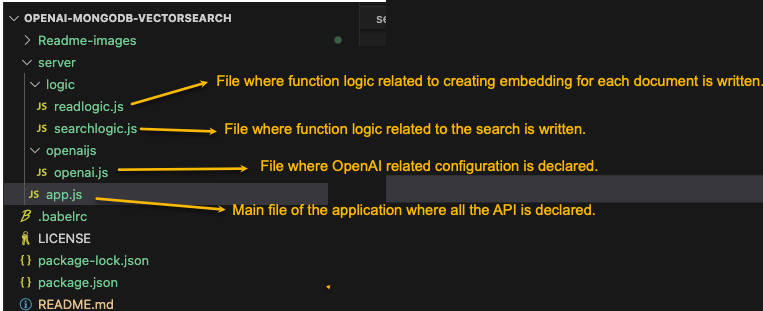 OPENAI-MONGODB-VECTORSEARCH
se
Readme-images
server
logic
JS readlogic.js
File where function logic related to creating embedding for each document is written.
JS searchlogic.js
File where function logic related to the search is written.
openaijs
JS openai.js
File where OpenAI related configuration is declared.
JS app.js
Main file of the application where all the API is declared.
.babelrc
LICENSE
{} package-lock.json
{} package.json
README.md